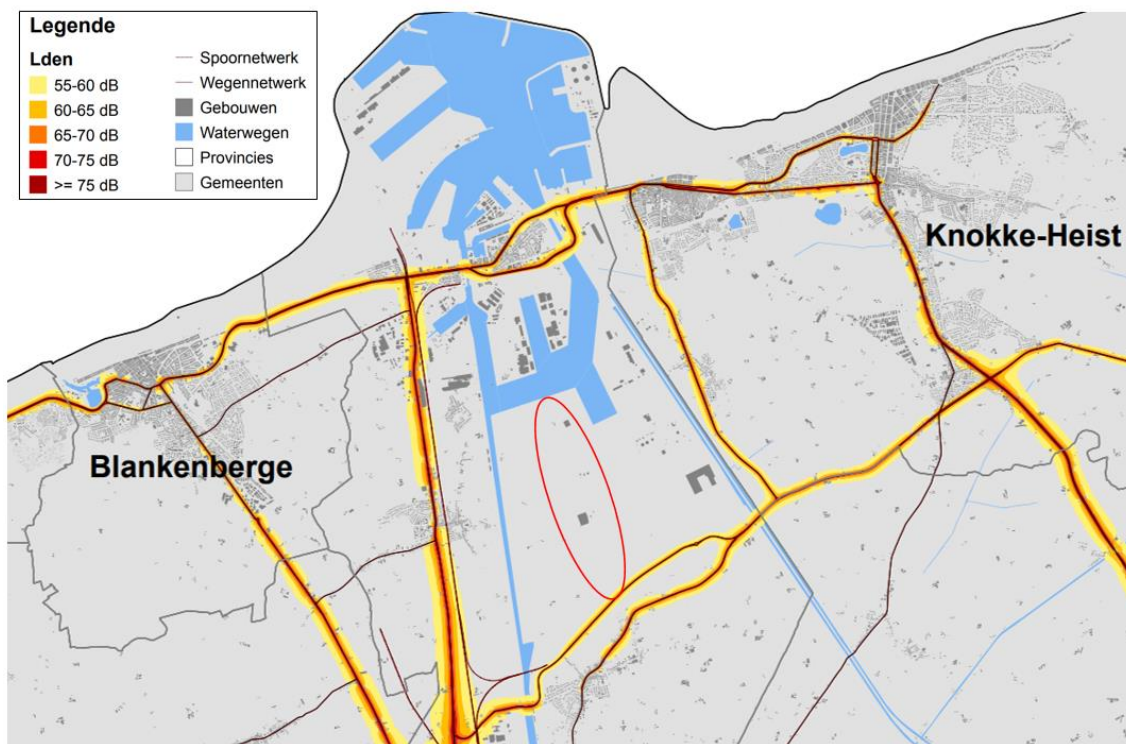 Legende
Lden
55-60 dB
60-65 dB
65-70 dB
70-75 dB
>= 75 dB
Spoornetwerk
Wegennetwerk
Gebouwen
Waterwegen
Provincies
Gemeenten
Knokke-Heist
Blankenberge